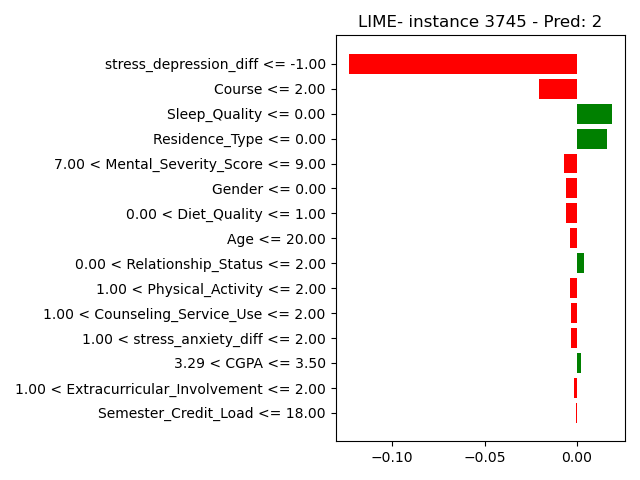 LIME- instance 3745 - Pred: 2
stress_depression_diff <= -1.00
Course <= 2.00
Sleep_Quality <= 0.00
Residence_Type <= 0.00
7.00 < Mental_Severity_Score <= 9.00
Gender <= 0.00
0.00 < Diet_Quality <= 1.00
Age <= 20.00
0.00 < Relationship_Status <= 2.00
1.00 < Physical_Activity <= 2.00
1.00 < Counseling_Service_Use <= 2.00
1.00 < stress_anxiety_diff <= 2.00
3.29 < CGPA <= 3.50
1.00 < Extracurricular_Involvement <= 2.00
Semester_Credit_Load <= 18.00
−0.10 −0.05 0.00